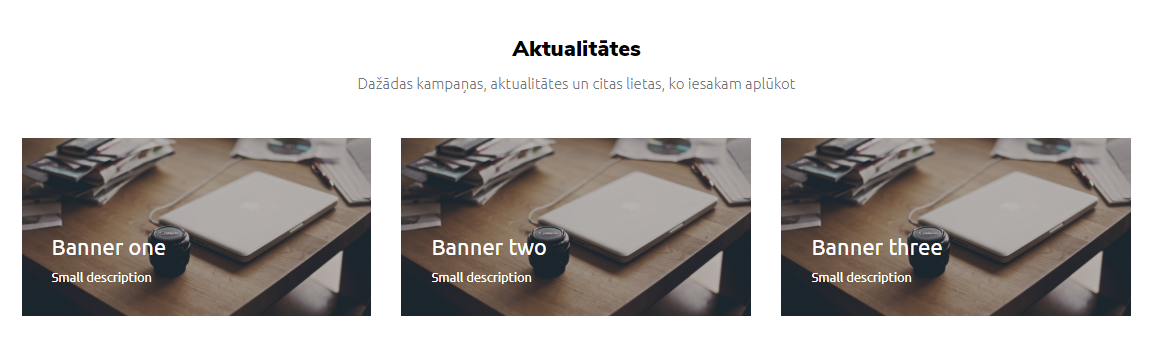 Aktualitātes
Dažādas kampaņas, aktualitātes un citas lietas, ko iesakam aplūkot
Banner one
Small description
Banner two
Small description
Banner three
Small description